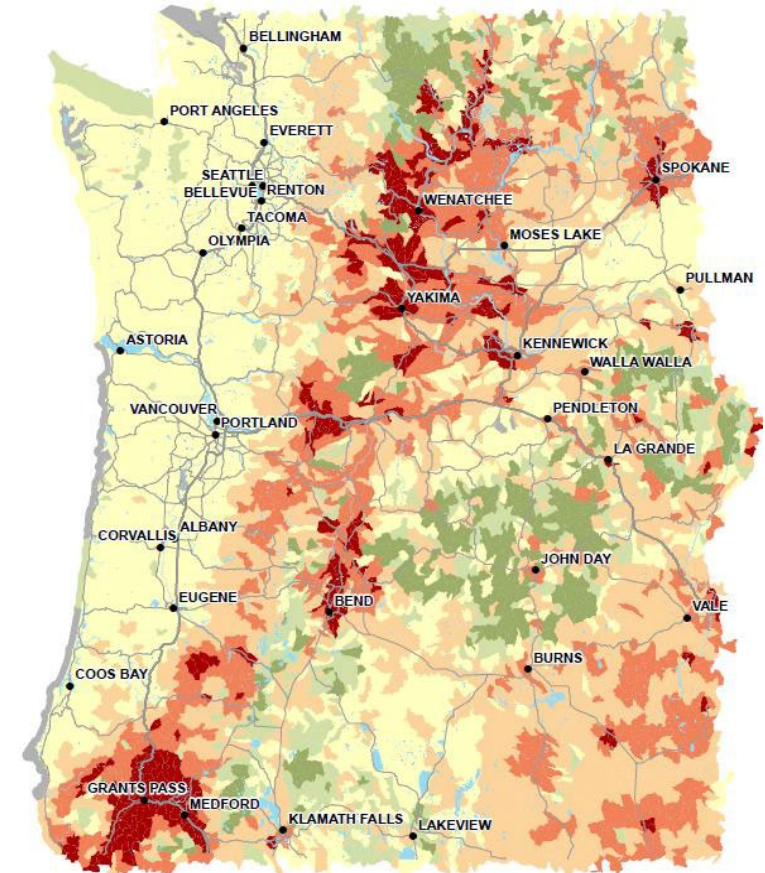 BELLINGHAM
PORT ANGELES
EVERETT
SEATTLE
BELLEVUE
RENTON
TACOMA
OLYMPIA
WENATCHEE
SPOKANE
MOSES LAKE
PULLMAN
YAKIMA
ASTORIA
KENNEWICK
WALLA WALLA
VANCOUVER
PORTLAND
PENDLETON
LA GRANDE
ALBANY
CORVALLIS
JOHN DAY
EUGENE
BEND
VALE
BURNS
COOS BAY
GRANTS PASS
MEDFORD
KLAMATH FALLS
LAKEVIEW